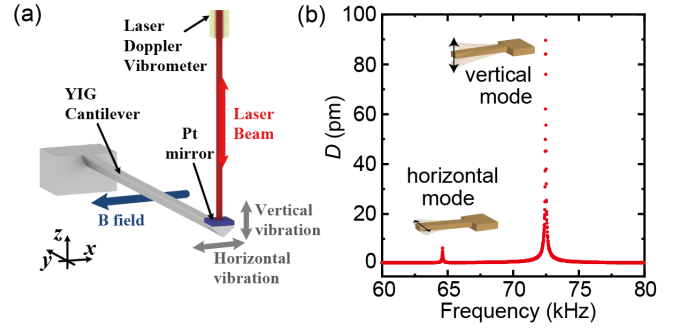 (a)
Laser
Doppler
Vibrometer
YIG
Cantilever
Laser
Beam
Pt
mirror
B field
Vertical
vibration
Horizontal
vibration
z
y
x
(b)
100
80
60
40
20
0
D (pm)
vertical
mode
horizontal
mode
60
65
70
75
80
Frequency (kHz)